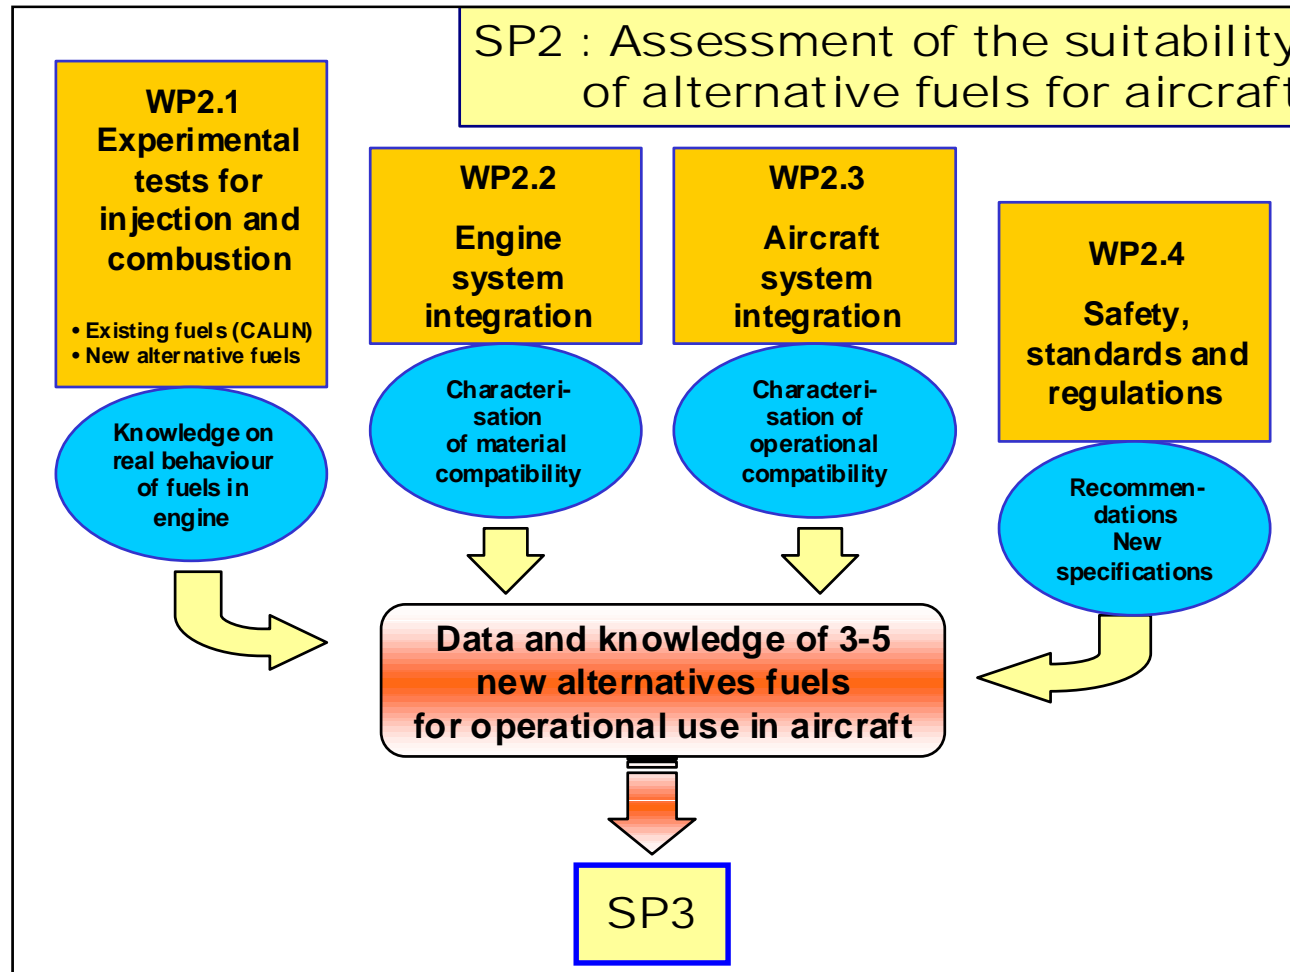 SP2 : Assessment of the suitability
of alternative fuels for aircraft
WP2.1
Experimental
tests for
injection and
combustion
• Existing fuels (CALIN)
• New alternative fuels
Knowledge on
real behaviour
of fuels in
engine
WP2.2
Engine
system
integration
Characteri-
sation
of material
compatibility
WP2.3
Aircraft
system
integration
Characteri-
sation of
operational
compatibility
WP2.4
Safety,
standards and
regulations
Recommen-
dations
New
specifications
Data and knowledge of 3-5
new alternatives fuels
for operational use in aircraft
SP3